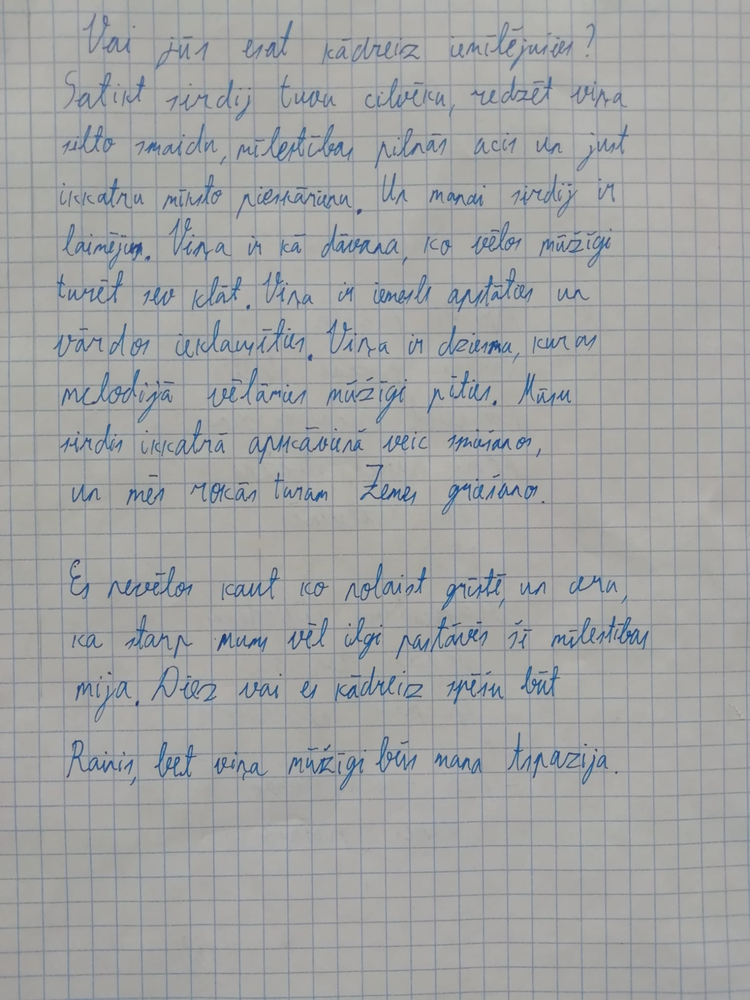 Vai jūs esat kādreiz iemīlējušies?
Satikt sirdij tuvu cilvēku, redzēt viņa
silto smaidu, mīlestības pilnās acis un just
ikkatru mīksto pieskārienu. Un manai sirdij ir
laimējies. Viņa ir kā dāvana, ko vēlos mūžīgi
turēt sev klāt. Viņa ir iemesls apstāties un
vārdos ieklausīties. Viņa ir dziesma, kuras
melodijā vēlāmies mūžīgi pīties. Mūsu
sirdis ikkatrā apskāvienā veic smiešanos,
un mēs rokās turam Zemes griešanos.
Es nevēlos kaut ko nolaist grīstē, un ceru,
ka starp mums vēl ilgi pastāvēs šī mīlestības
mija. Diez vai es kādreiz spēšu būt
Rainis, bet viņa mūžīgi būs mana Aspazija.